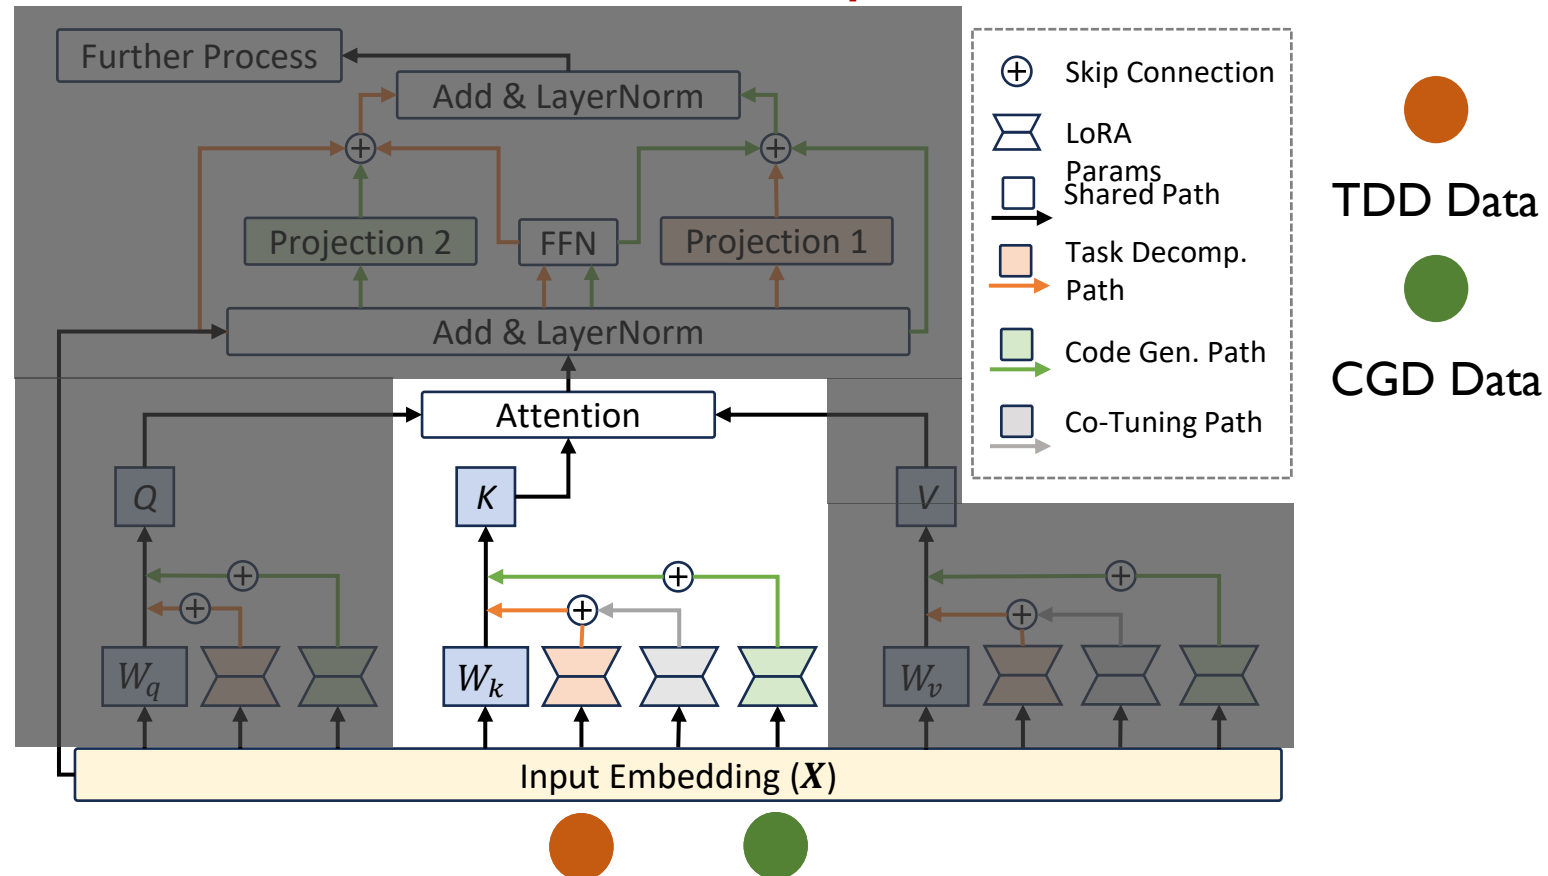 Further Process
Add & LayerNorm
Projection 2
FFN
Projection 1
Add & LayerNorm
Attention
Q
K
V
W_q
W_k
W_v
Input Embedding (X)
Skip Connection
LoRA
Params
Shared Path
Task Decomp.
Path
Code Gen. Path
Co-Tuning Path
TDD Data
CGD Data